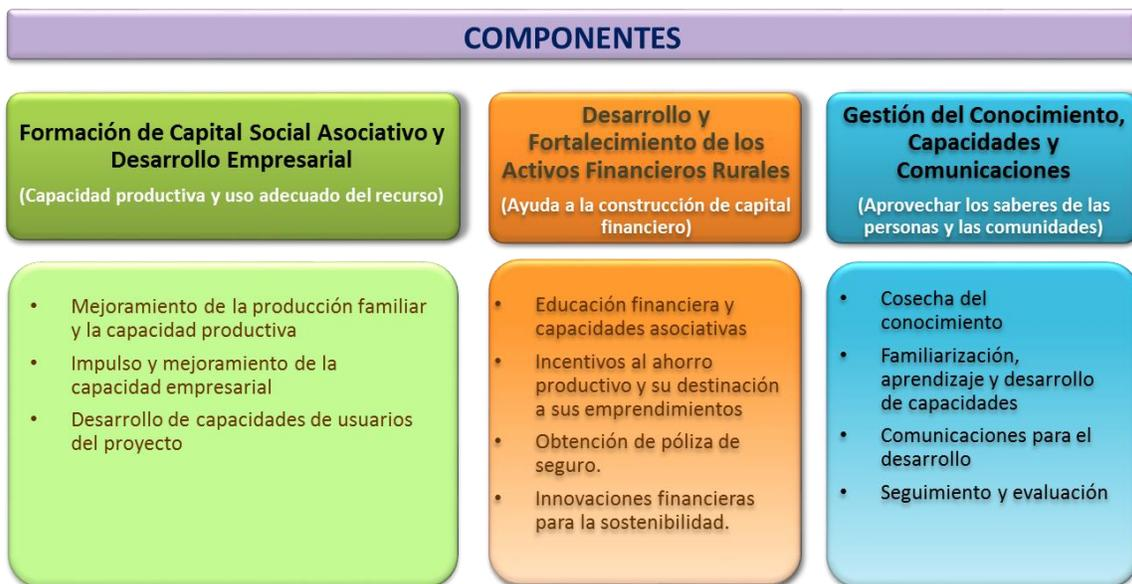 COMPONENTES
Formación de Capital Social Asociativo y
Desarrollo Empresarial
(Capacidad productiva y uso adecuado del recurso)
• Mejoramiento de la producción familiar
y la capacidad productiva
• Impulso y mejoramiento de la
capacidad empresarial
• Desarrollo de capacidades de usuarios
del proyecto
Desarrollo y
Fortalecimiento de los
Activos Financieros Rurales
(Ayuda a la construcción de capital
financiero)
• Educación financiera y
capacidades asociativas
• Incentivos al ahorro
productivo y su destinación
a sus emprendimientos
• Obtención de póliza de
seguro.
• Innovaciones financieras
para la sostenibilidad.
Gestión del Conocimiento,
Capacidades y
Comunicaciones
(Aprovechar los saberes de las
personas y las comunidades)
• Cosecha del
conocimiento
• Familiarización,
aprendizaje y desarrollo
de capacidades
• Comunicaciones para el
desarrollo
• Seguimiento y evaluación